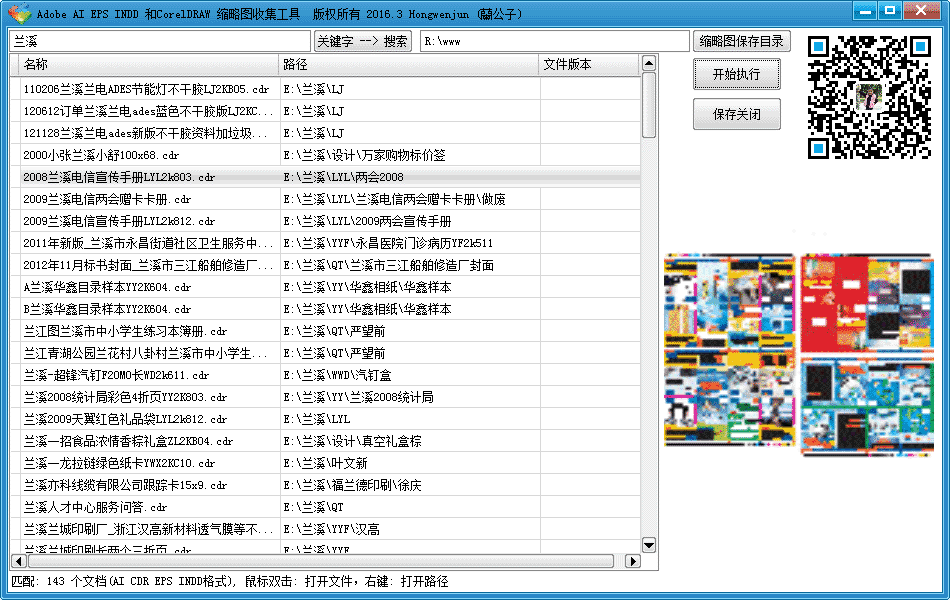 Adobe AI EPS INDD 和CorelDRAW 缩略图收集工具 版权所有 2016.3 Hongwenjun (蘭公子)
兰溪 关键字 --> 搜索 R:\www 缩略图保存目录
名称 路径 文件版本
开始执行
保存关闭
110206兰溪兰电ADES节能灯不干胶LJ2KB05.cdr E:\兰溪\LJ
120612订单兰溪兰电ades蓝色不干胶版LJ2KC... E:\兰溪\LJ
121128兰溪兰电ades新版不干胶资料加垃圾... E:\兰溪\LJ
2000小张兰溪小舒100x68.cdr E:\兰溪\设计\万家购物标价签
2008兰溪电信宣传手册LYL2k803.cdr E:\兰溪\LYL\两会2008
2009兰溪电信两会赠卡卡册.cdr E:\兰溪\LYL\兰溪电信两会赠卡卡册\做废
2009兰溪电信宣传手册LYL2k812.cdr E:\兰溪\LYL\2009两会宣传手册
2011年新版_兰溪市永昌街道社区卫生服务中... E:\兰溪\YYF\永昌医院门诊病历YF2k511
2012年11月标书封面_兰溪市三江船舶修造厂... E:\兰溪\QT\兰溪市三江船舶修造厂封面
A兰溪华鑫目录样本YY2K604.cdr E:\兰溪\YY\华鑫相纸\华鑫样本
B兰溪华鑫目录样本YY2K604.cdr E:\兰溪\YY\华鑫相纸\华鑫样本
兰江图兰溪市中小学生练习本簿册.cdr E:\兰溪\QT\严望前
兰江青湖公园兰花村八卦村兰溪市中小学生... E:\兰溪\QT\严望前
兰溪-超锋汽钉F20MO长WD2k611.cdr E:\兰溪\WWD\汽钉盒
兰溪2008统计局彩色4折页YY2K803.cdr E:\兰溪\YY\兰溪2008统计局
兰溪2009天翼红色礼品袋LYL2k812.cdr E:\兰溪\LYL
兰溪一招食品浓情香粽礼盒ZL2KB04.cdr E:\兰溪\设计\真空礼盒棕
兰溪一龙拉链绿色纸卡YWX2KC10.cdr E:\兰溪\叶文新
兰溪亦科线缆有限公司跟踪卡15x9.cdr E:\兰溪\福兰德印刷\徐庆
兰溪人才中心服务问答.cdr E:\兰溪\QT
兰溪兰城印刷厂_浙江汉高新材料透气膜等不... E:\兰溪\YYF\汉高
兰溪兰城印刷长两个三折页.cdr E:\兰溪\YYF
匹配: 143 个文档(AI CDR EPS INDD格式), 鼠标双击: 打开文件，右键: 打开路径